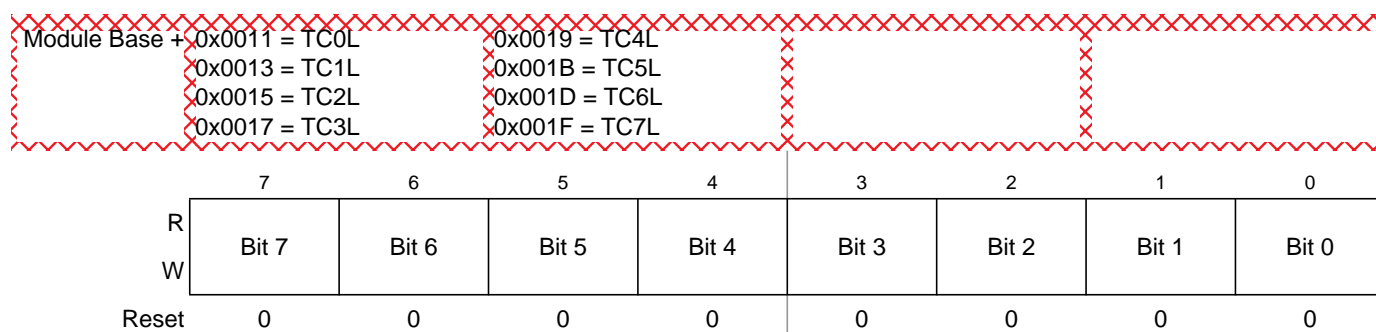 Module Base + 0x0011 = TC0L 0x0019 = TC4L
0x0013 = TC1L 0x001B = TC5L
0x0015 = TC2L 0x001D = TC6L
0x0017 = TC3L 0x001F = TC7L
7 6 5 4 3 2 1 0
R
Bit 7 Bit 6 Bit 5 Bit 4 Bit 3 Bit 2 Bit 1 Bit 0
W
Reset 0 0 0 0 0 0 0 0